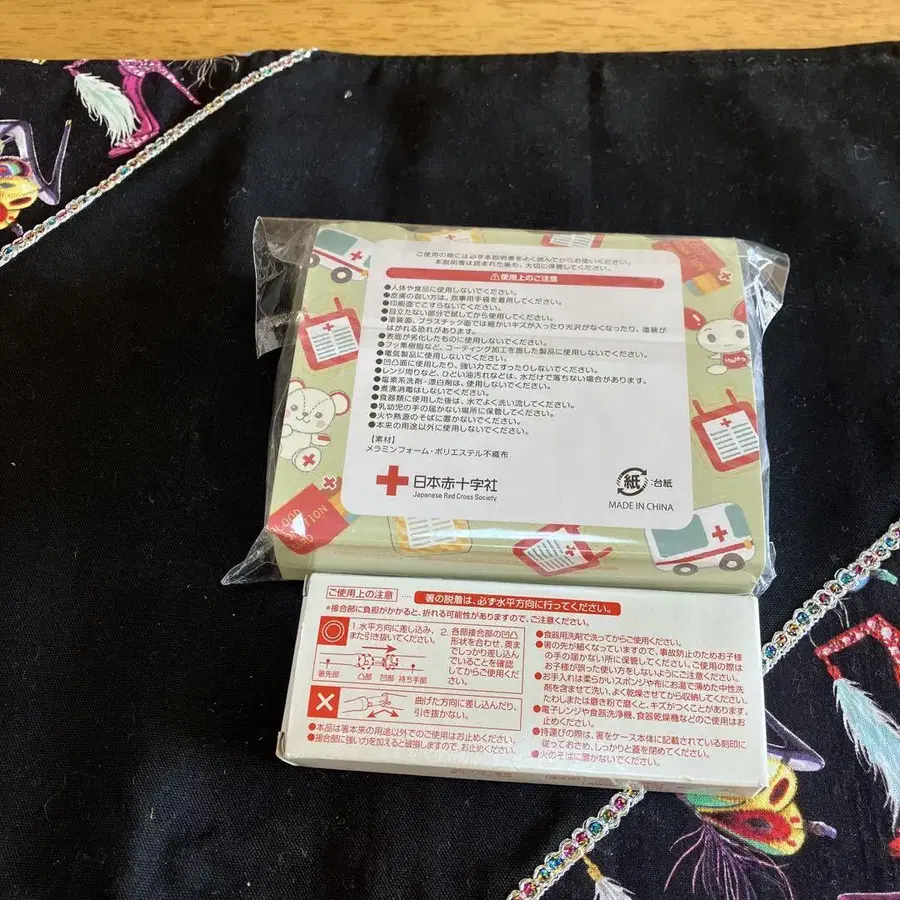 ご使用の際には必ず本説明書をよく読んでからお使いください。
本説明書は読まれた後も、大切に保管してください。
⚠使用上のご注意
●人体や食品に使用しないでください。
●皮膚の弱い方は、炊事用手袋を着用してください。
●印刷面でこすらないでください。
●目立たない部分で試してから使用してください。
●塗装面、プラスチック面では細かいキズが入ったり光沢がなくなったり、塗装が
はがれる恐れがあります。
●表面が劣化したものに使用しないでください。
●フッ素樹脂など、コーティング加工を施した製品に使用しないでください。
●電気製品に使用しないでください。
●凹凸面に使用したり、強い力でこすったりしないでください。
●レンジ周りなど、ひどい油汚れなどは、水だけで落ちない場合があります。
●塩素系洗剤・漂白剤は、使用しないでください。
●煮沸消毒はしないでください。
●食器類に使用した後は、水でよく洗い流してください。
●乳幼児の手の届かない場所に保管してください。
●火や熱源のそばに置かないでください。
●本来の用途以外に使用しないでください。
【素材】
メラミンフォーム・ポリエステル不織布
日本赤十字社
Japanese Red Cross Society
紙:台紙
MADE IN CHINA
ご使用上の注意 ‥‥ 箸の脱着は、必ず水平方向に行ってください。
*接合部に負担がかかると、折れる可能性がありますので、ご注意ください。
1.水平方向に差し込み、
また引き抜いてください。
箸先部 凸部 凹部 持ち手部
2.各部接合部の凹凸
形状を合わせ、奥ま
でしっかり差し込ん
でいることを確認
してからご使用くだ
さい。
曲げた方向に差し込んだり、
引き抜かない。
●本品は箸本来の用途以外でのご使用はお止めください。
●接合部に強い力を加えると破損しますので、お止めください。
●食器用洗剤で洗ってからご使用ください。
●箸の先が細くなっていますので、事故防止のためお子様
の手の届かない所に保管してください。ご使用の際は
お子様が誤った使い方をしないようにご注意ください。
●お手入れは柔らかいスポンジや布にお湯で薄めた中性洗
剤を含ませて洗い、よく乾燥させてから収納してください。
たわしまたは磨き粉で磨くと、キズがつくことがあります。
●電子レンジや食器洗浄機、食器乾燥機などのご使用はお
止めください。
●持運びの際は、箸をケース本体に記載されている刻印に
従っておさめ、しっかりと蓋を閉めてください。
●火のそばに置かないでください。